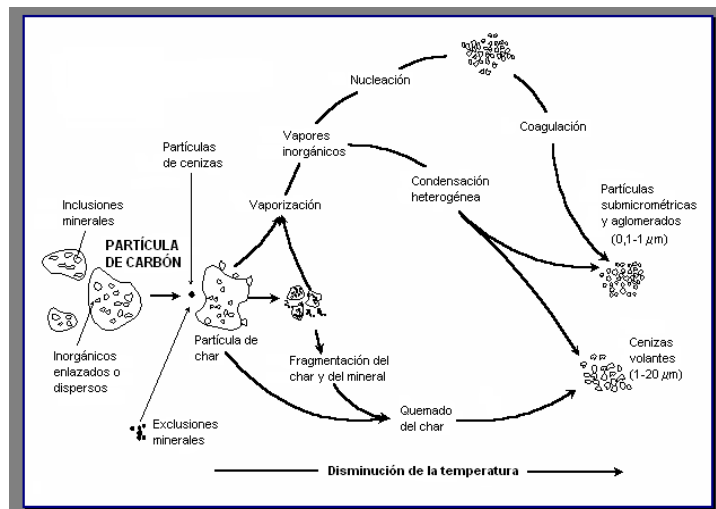 Nucleación
Coagulación
Vapores
inorgánicos
Partículas
de cenizas
Condensación
heterogénea
Partículas
submicrométricas
y aglomerados
(0,1-1 µm)
Vaporización
Inclusiones
minerales
PARTÍCULA
DE CARBÓN
Partícula de
char
Inorgánicos
enlazados o
dispersos
Fragmentación del
char y del mineral
Cenizas
volantes
(1-20 µm)
Quemado
del char
Exclusiones
minerales
Disminución de la temperatura